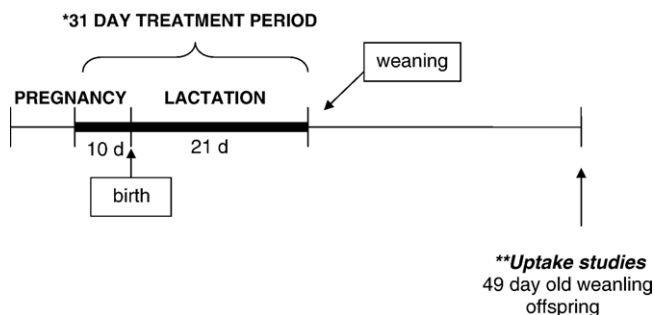 *31 DAY TREATMENT PERIOD
weaning
PREGNANCY
LACTATION
10 d
21 d
birth
**Uptake studies
49 day old weanling
offspring